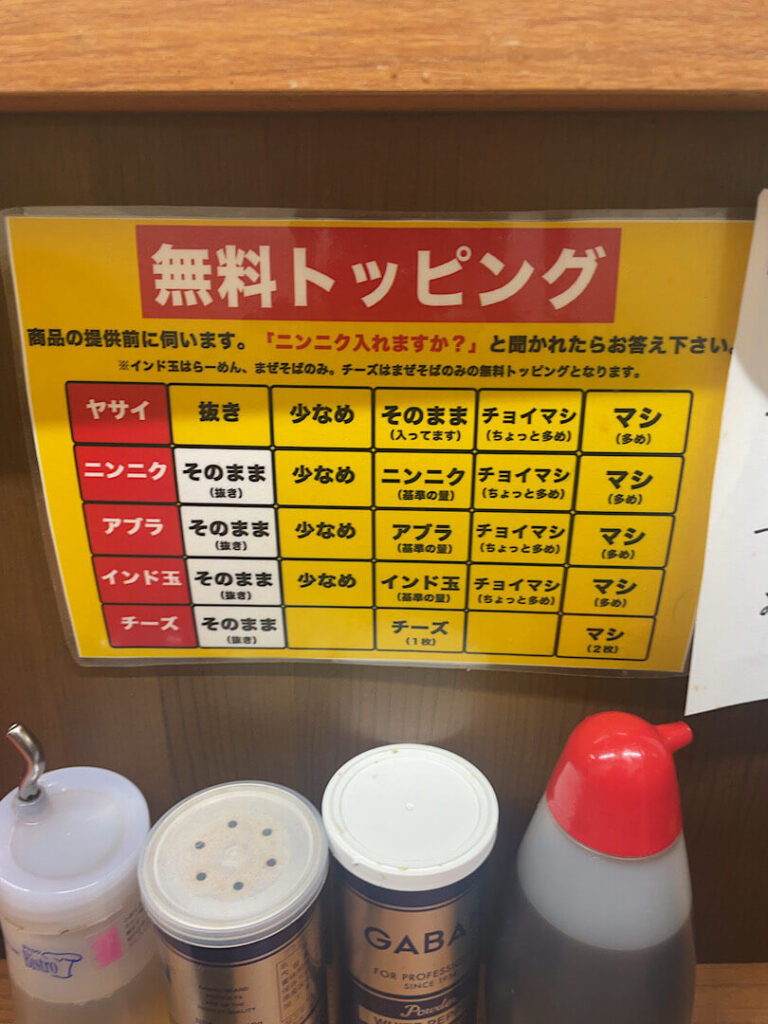 無料トッピング
商品の提供前に伺います。「ニンニク入れますか？」と聞かれたらお答え下さい。
※インド玉はらーめん、まぜそばのみ。チーズはまぜそばのみの無料トッピングとなります。
ヤサイ 抜き 少なめ そのまま（入ってます） チョイマシ（ちょっと多め） マシ（多め）
ニンニク そのまま（抜き） 少なめ ニンニク（基準の量） チョイマシ（ちょっと多め） マシ（多め）
アブラ そのまま（抜き） 少なめ アブラ（基準の量） チョイマシ（ちょっと多め） マシ（多め）
インド玉 そのまま（抜き） 少なめ インド玉（基準の量） チョイマシ（ちょっと多め） マシ（多め）
チーズ そのまま（抜き） チーズ（1枚） マシ（2枚）
Bistro
GABA
FOR PROFESS
SINCE
Powder